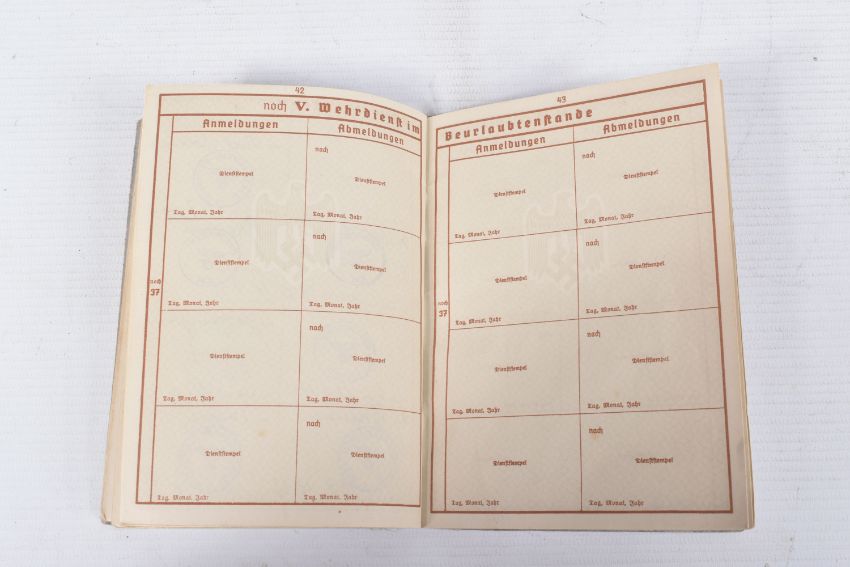 42
noch V. Wehrdienst im
Anmeldungen Abmeldungen
noch
37
Dienststempel
Tag, Monat, Jahr
nach
Dienststempel
Tag, Monat, Jahr
Dienststempel
Tag, Monat, Jahr
nach
Dienststempel
Tag, Monat, Jahr
Dienststempel
Tag, Monat, Jahr
nach
Dienststempel
Tag, Monat, Jahr
Dienststempel
Tag, Monat, Jahr
nach
Dienststempel
Tag, Monat, Jahr
43
Beurlaubtenstande
Anmeldungen Abmeldungen
noch
37
Dienststempel
Tag, Monat, Jahr
nach
Dienststempel
Tag, Monat, Jahr
Dienststempel
Tag, Monat, Jahr
nach
Dienststempel
Tag, Monat, Jahr
Dienststempel
Tag, Monat, Jahr
nach
Dienststempel
Tag, Monat, Jahr
Dienststempel
Tag, Monat, Jahr
nach
Dienststempel
Tag, Monat, Jahr